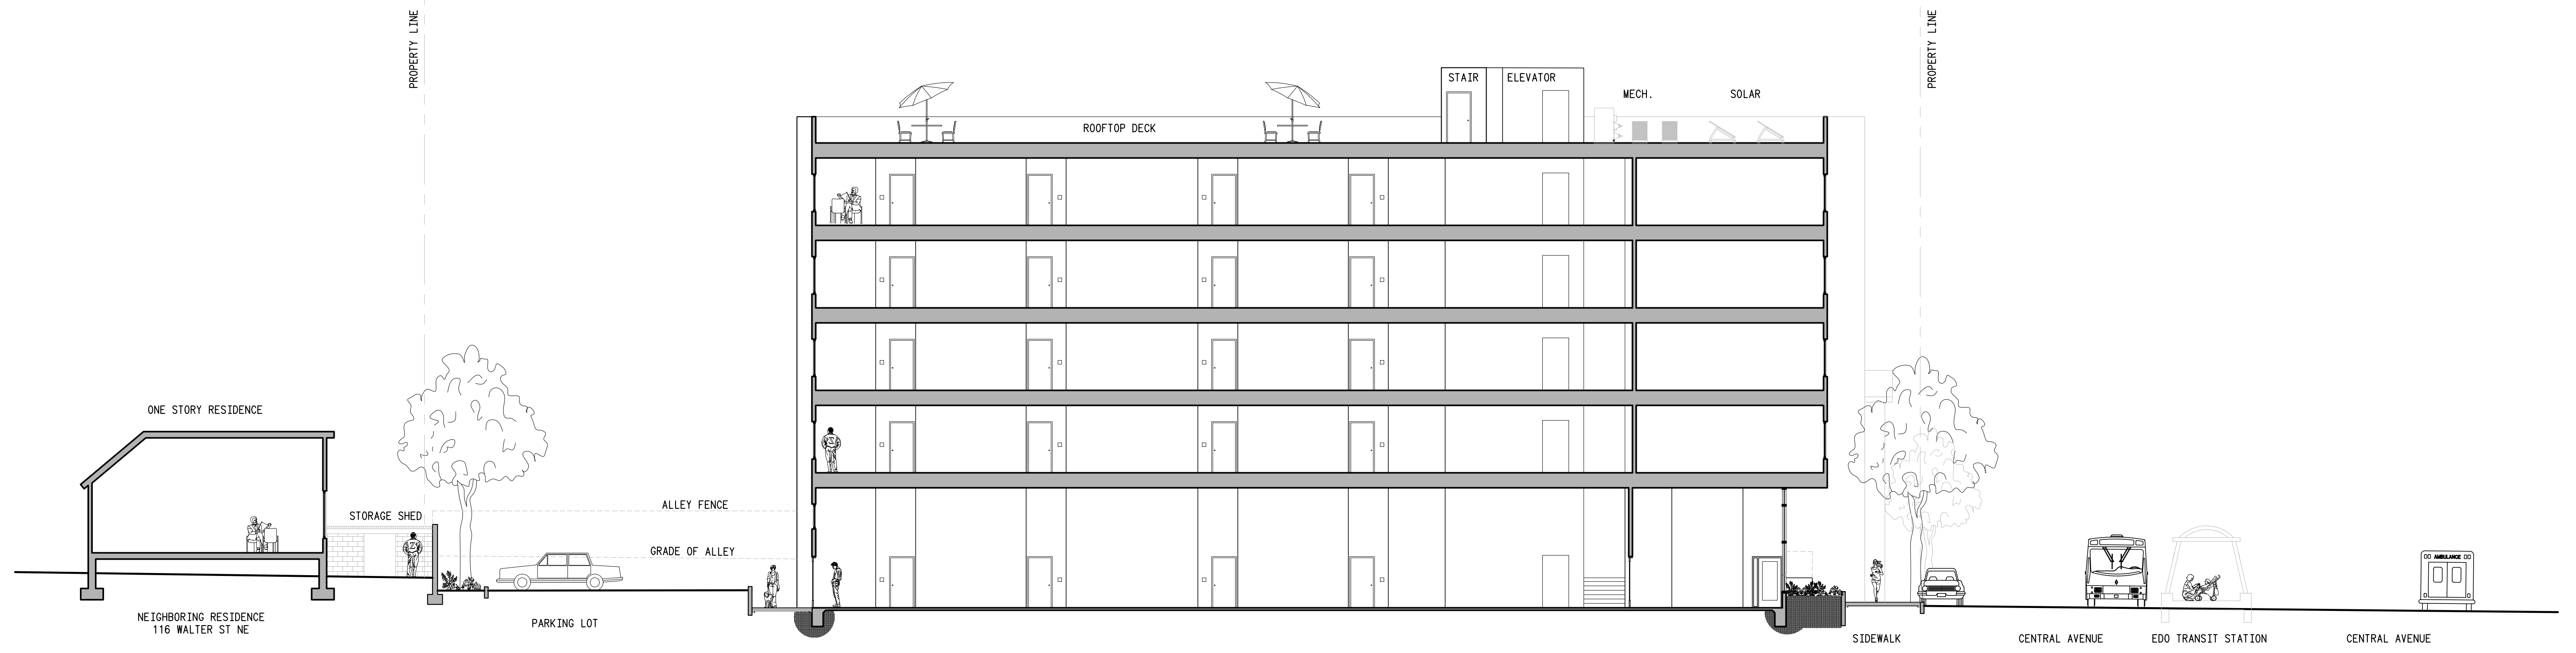 PROPERTY LINE
PROPERTY LINE
STAIR
ELEVATOR
MECH.
SOLAR
ROOFTOP DECK
ONE STORY RESIDENCE
STORAGE SHED
ALLEY FENCE
GRADE OF ALLEY
AMBULANCE
NEIGHBORING RESIDENCE
116 WALTER ST NE
PARKING LOT
SIDEWALK
CENTRAL AVENUE
EDO TRANSIT STATION
CENTRAL AVENUE